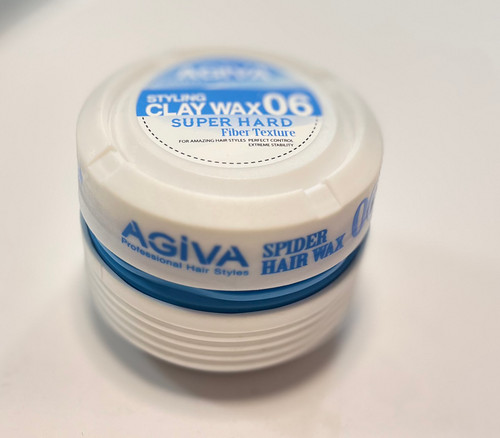 AGIVA
STYLING
CLAY WAX 06
SUPER HARD
Fiber Texture
FOR AMAZING HAIR STYLES PERFECT CONTROL
EXTREME STABILITY
AGiVA
Professional Hair Styles
SPIDER
HAIR WAX